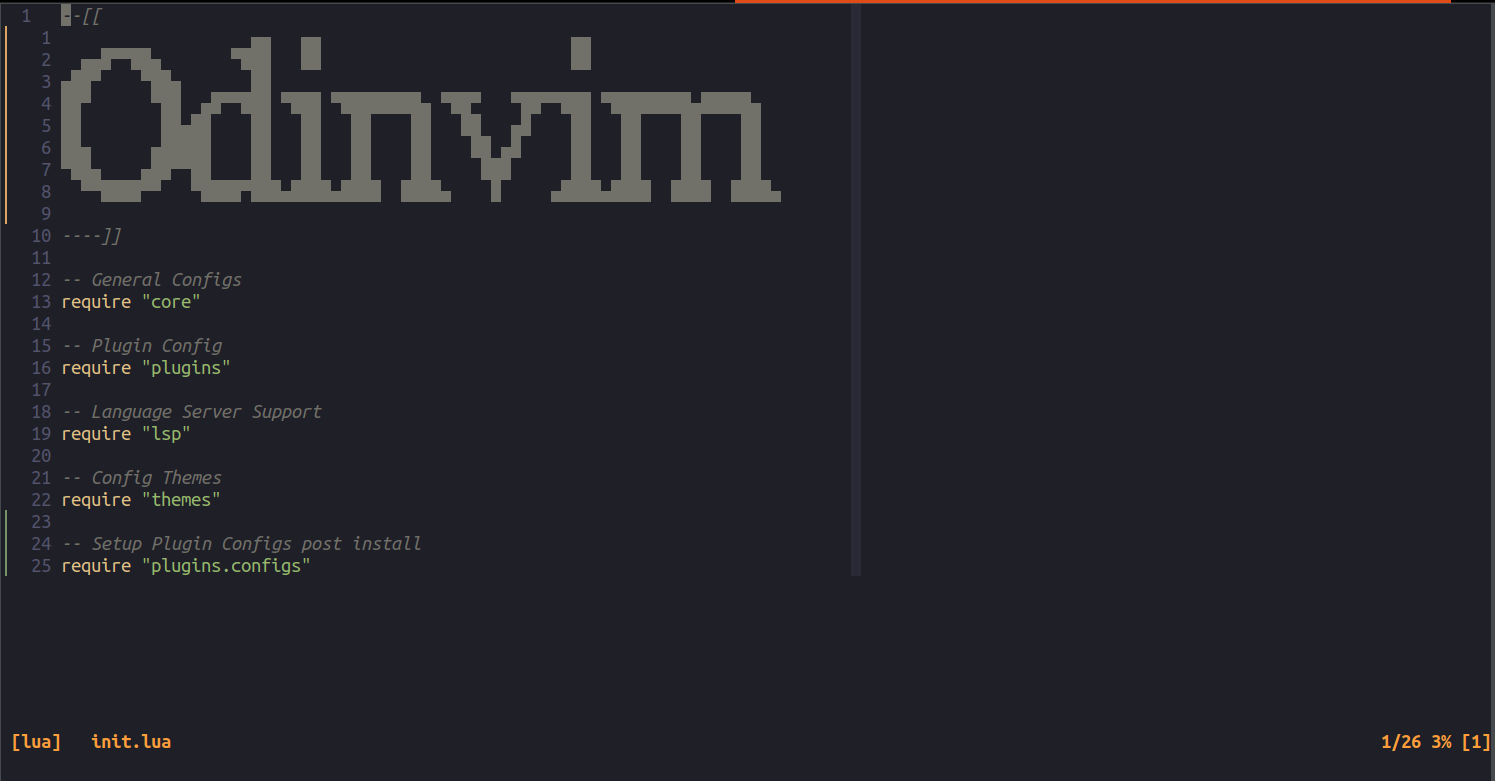 1 --[[
1
2
3
4
5
6
7
8
9
Odinvim
10 ----]]
11
12 -- General Configs
13 require "core"
14
15 -- Plugin Config
16 require "plugins"
17
18 -- Language Server Support
19 require "lsp"
20
21 -- Config Themes
22 require "themes"
23
24 -- Setup Plugin Configs post install
25 require "plugins.configs"
[lua] init.lua 1/26 3% [1]